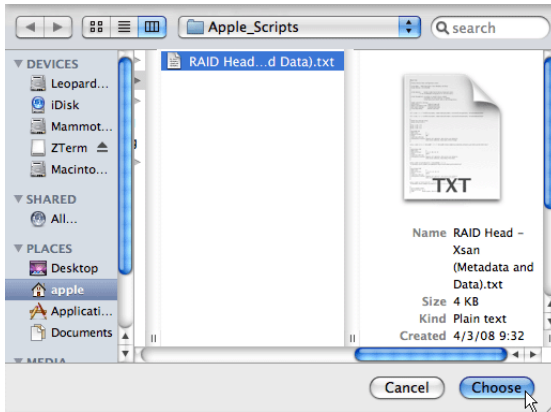 Apple_Scripts
search
DEVICES
Leopard...
iDisk
Mammot...
ZTerm
Macinto...
SHARED
All...
PLACES
Desktop
apple
Applicati...
Documents
MEDIA
RAID Head...d Data).txt
TXT
Name RAID Head –
Xsan
(Metadata and
Data).txt
Size 4 KB
Kind Plain text
Created 4/3/08 9:32
Cancel
Choose